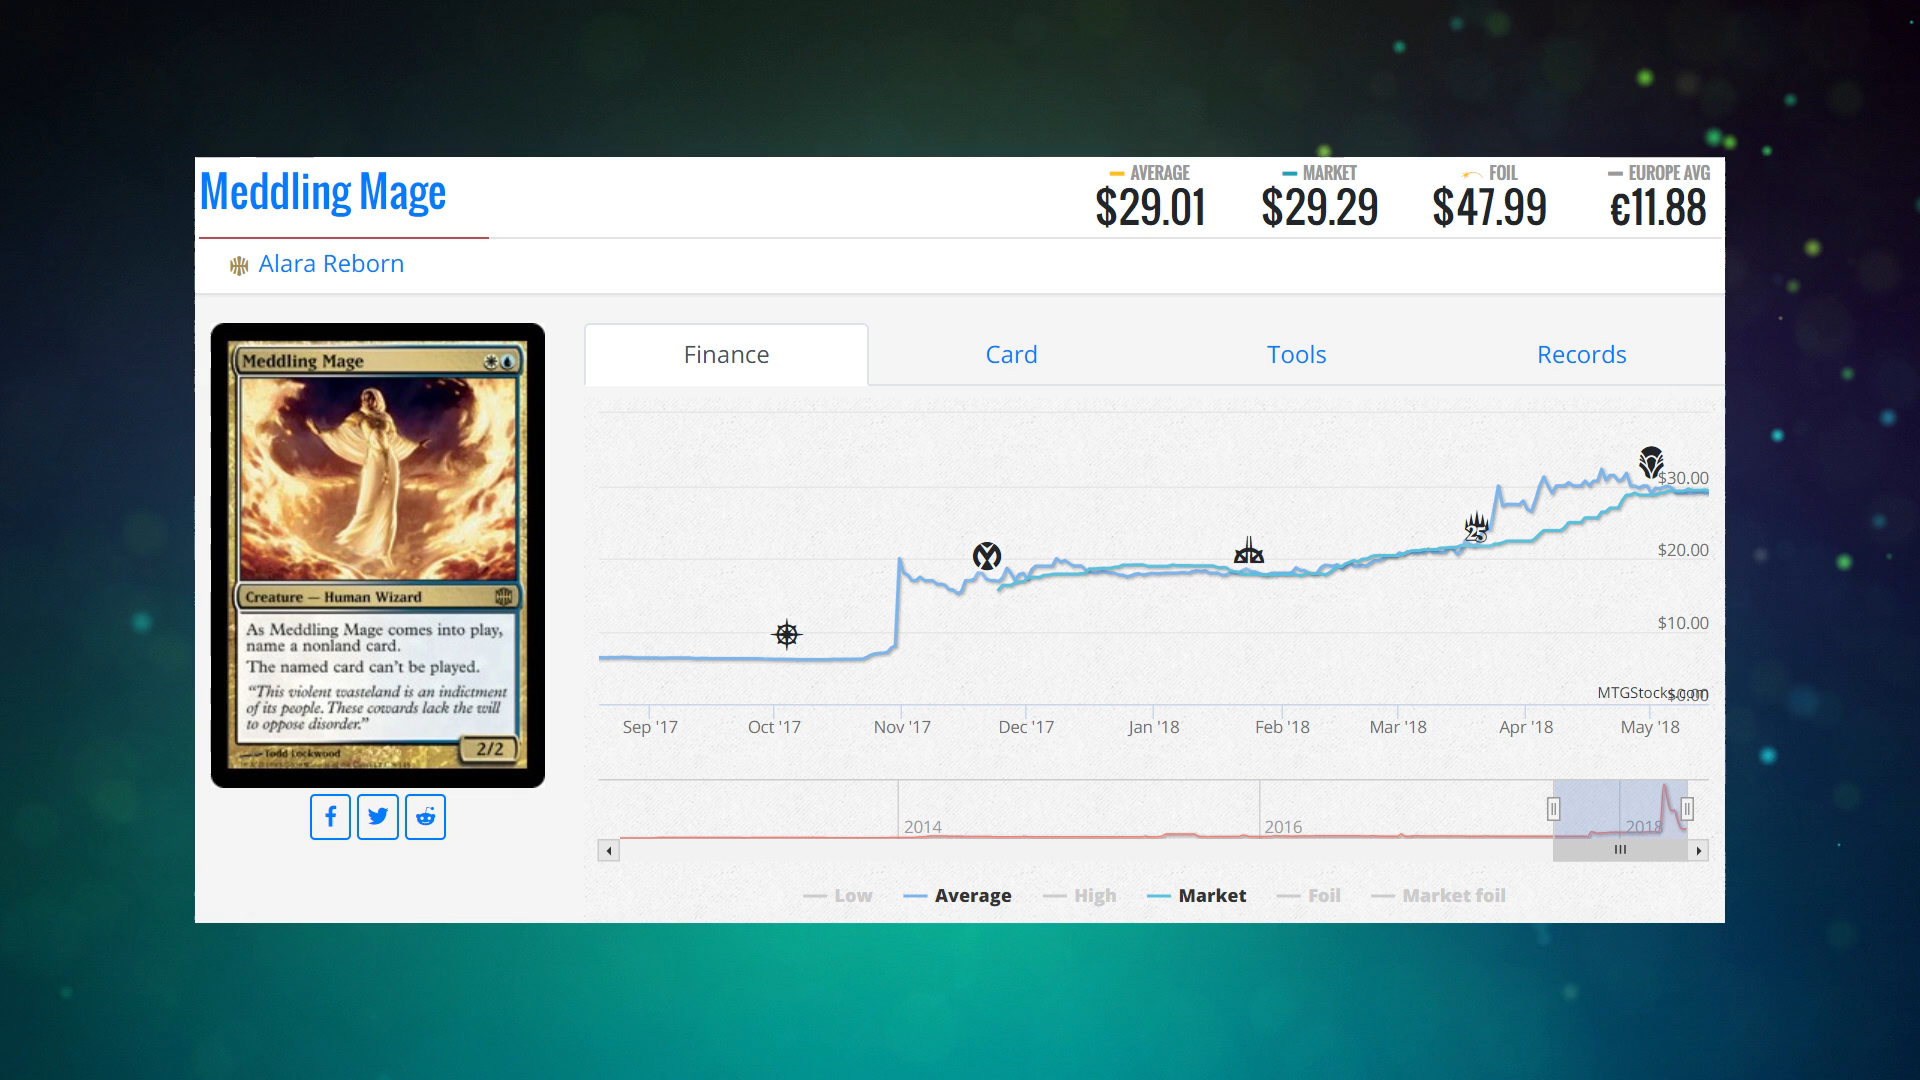 Meddling Mage
AVERAGE
$29.01
MARKET
$29.29
FOIL
$47.99
EUROPE AVG
€11.88
Alara Reborn
Meddling Mage
Creature — Human Wizard
As Meddling Mage comes into play,
name a nonland card.
The named card can't be played.
"This violent wasteland is an indictment
of its people. These cowards lack the will
to oppose disorder."
Todd Lockwood
2/2
Finance
Card
Tools
Records
$30.00
$20.00
$10.00
$0.00
MTGStocks.com
25
Sep '17
Oct '17
Nov '17
Dec '17
Jan '18
Feb '18
Mar '18
Apr '18
May '18
2014
2016
2018
Low
Average
High
Market
Foil
Market foil